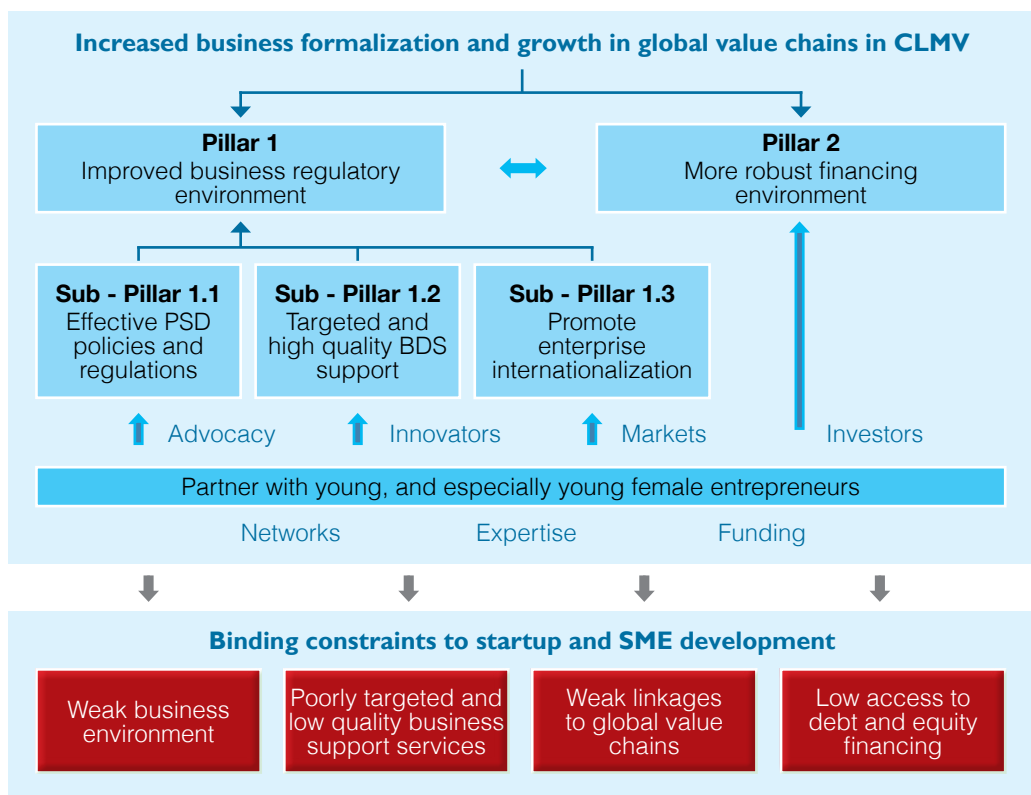 Increased business formalization and growth in global value chains in CLMV
Pillar 1
Improved business regulatory
environment
Pillar 2
More robust financing
environment
Sub - Pillar 1.1
Effective PSD
policies and
regulations
Sub - Pillar 1.2
Targeted and
high quality BDS
support
Sub - Pillar 1.3
Promote
enterprise
internationalization
Advocacy
Innovators
Markets
Investors
Partner with young, and especially young female entrepreneurs
Networks
Expertise
Funding
Binding constraints to startup and SME development
Weak business
environment
Poorly targeted and
low quality business
support services
Weak linkages
to global value
chains
Low access to
debt and equity
financing